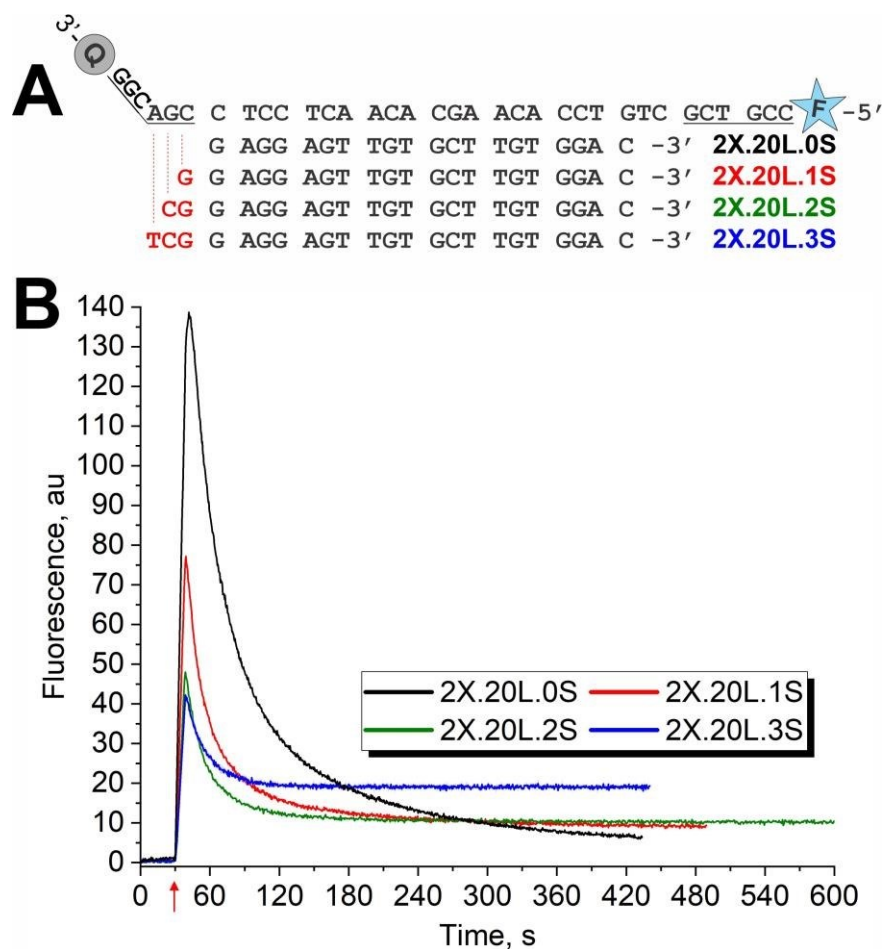 3'- Q GGC
A
AGC C TCC TCA ACA CGA ACA CCT GTC GCT GCC F -5'
G AGG AGT TGT GCT TGT GGA C -3' 2X.20L.0S
G G AGG AGT TGT GCT TGT GGA C -3' 2X.20L.1S
CG G AGG AGT TGT GCT TGT GGA C -3' 2X.20L.2S
TCG G AGG AGT TGT GCT TGT GGA C -3' 2X.20L.3S
B
140
130
120
110
100
90
80
70
60
50
40
30
20
10
0
Fluorescence, au
2X.20L.0S 2X.20L.1S
2X.20L.2S 2X.20L.3S
0 60 120 180 240 300 360 420 480 540 600
Time, s